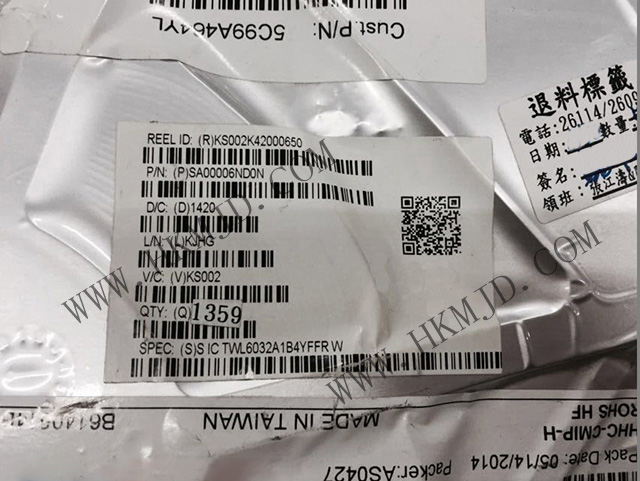 Cust.P/N:
5C99A464YL
退料標籤
電話:26114/2609
日期:
數量
簽名:
領班:
REEL ID: (R)KS002K42000650
P/N: (P)SA00006ND0N
D/C: (D)1420
L/N: (L)KJHG
V/C: (V)KS002
QTY: (Q)1359
SPEC: (S)S IC TWL6032A1B4YFFR W
WWW.HKMJD.COM
WWW.HKMJD.COM
MADE IN TAIWAN
HHC-CMIP-H
ROHS HF
Pack Date: 05/14/2014
Packer:AS0427